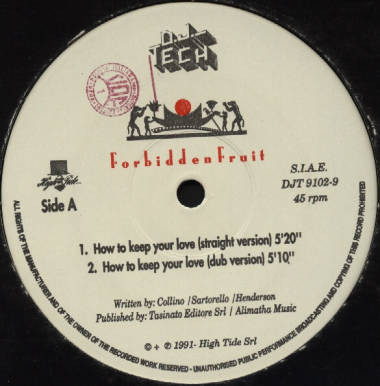 OUT
TECH
Forbidden Fruit
S.I.A.E.
DJT 9102-9
45 rpm
High Tide
Side A
1. How to keep your love (straight version) 5'20"
2. How to keep your love (dub version) 5'10"
Written by: Collino /Sartorello /Henderson
Published by: Tasinato Editore Srl / Alimatha Music
© + ℗ 1991- High Tide Srl
ALL RIGHTS OF THE MANUFACTURER AND OF THE OWNER OF THE RECORDED WORK RESERVED - UNAUTHORISED PUBLIC PERFORMANCE BROADCASTING AND COPYING OF THIS RECORD PROHIBITED